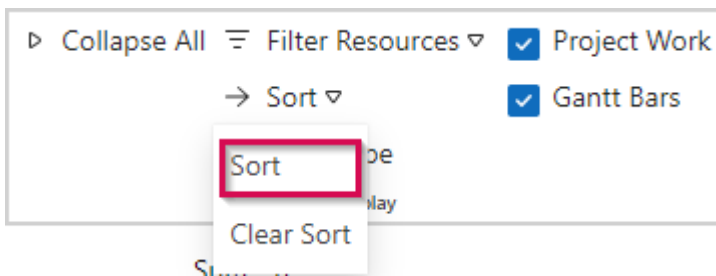 Collapse All Filter Resources Project Work
Sort Gantt Bars
Sort
Clear Sort